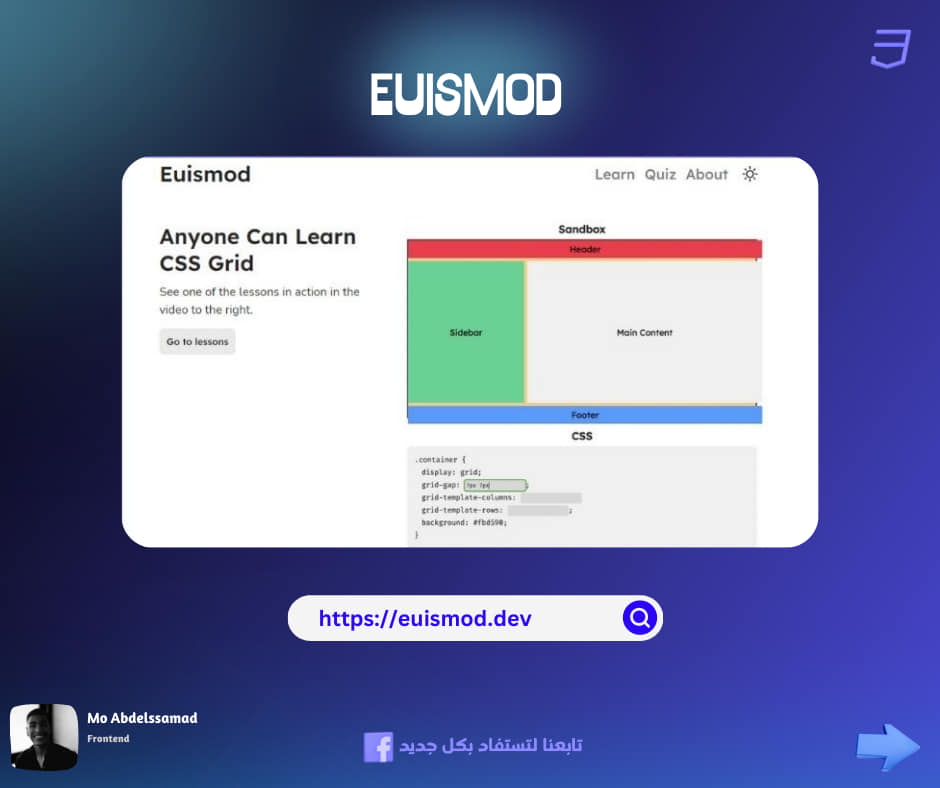 EUISMOD
Euismod
Learn Quiz About
Anyone Can Learn
CSS Grid
See one of the lessons in action in the
video to the right.
Go to lessons
Sandbox
Header
Sidebar
Main Content
Footer
CSS
.container {
display: grid;
grid-gap: 7px 7px;
grid-template-columns:
grid-template-rows: ;
background: #fbd590;
}
https://euismod.dev
Mo Abdelssamad
Frontend
تابعنا لتستفاد بكل جديد